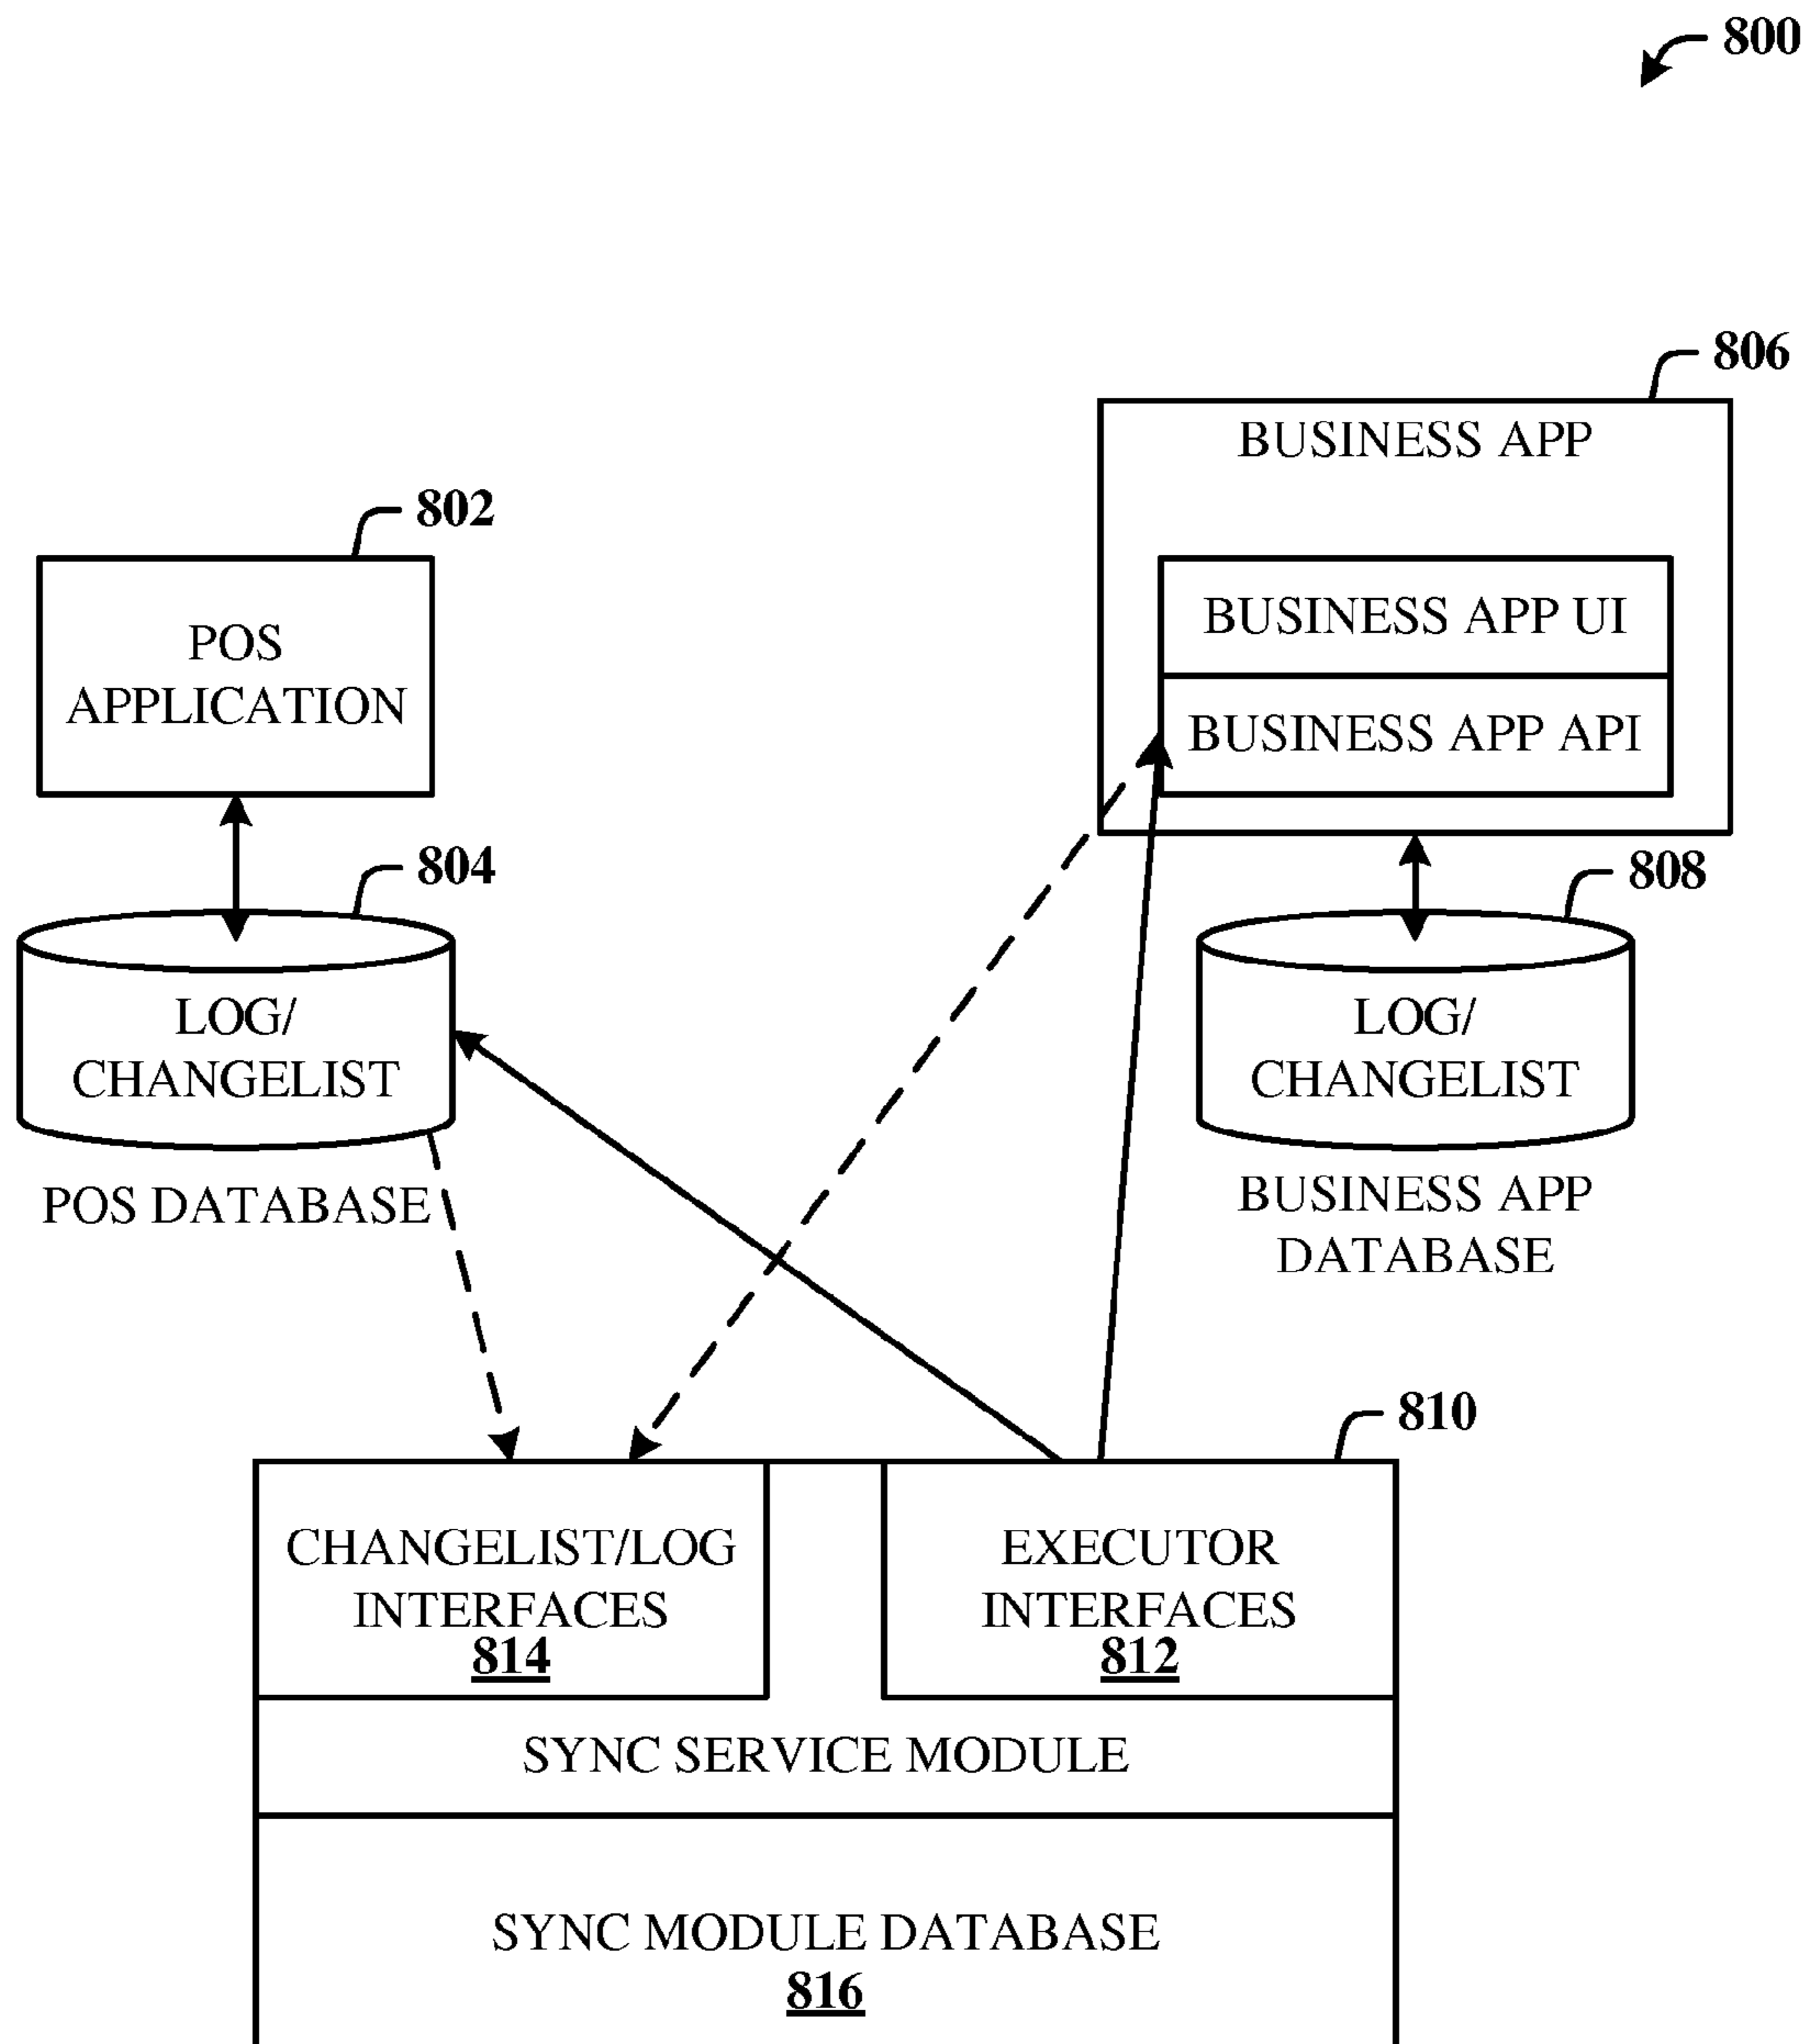 800
806
BUSINESS APP
802
BUSINESS APP UI
POS
APPLICATION
BUSINESS APP API
804
808
LOG/
CHANGELIST
LOG/
CHANGELIST
POS DATABASE
BUSINESS APP
DATABASE
810
CHANGELIST/LOG
INTERFACES
814
EXECUTOR
INTERFACES
812
SYNC SERVICE MODULE
SYNC MODULE DATABASE
816